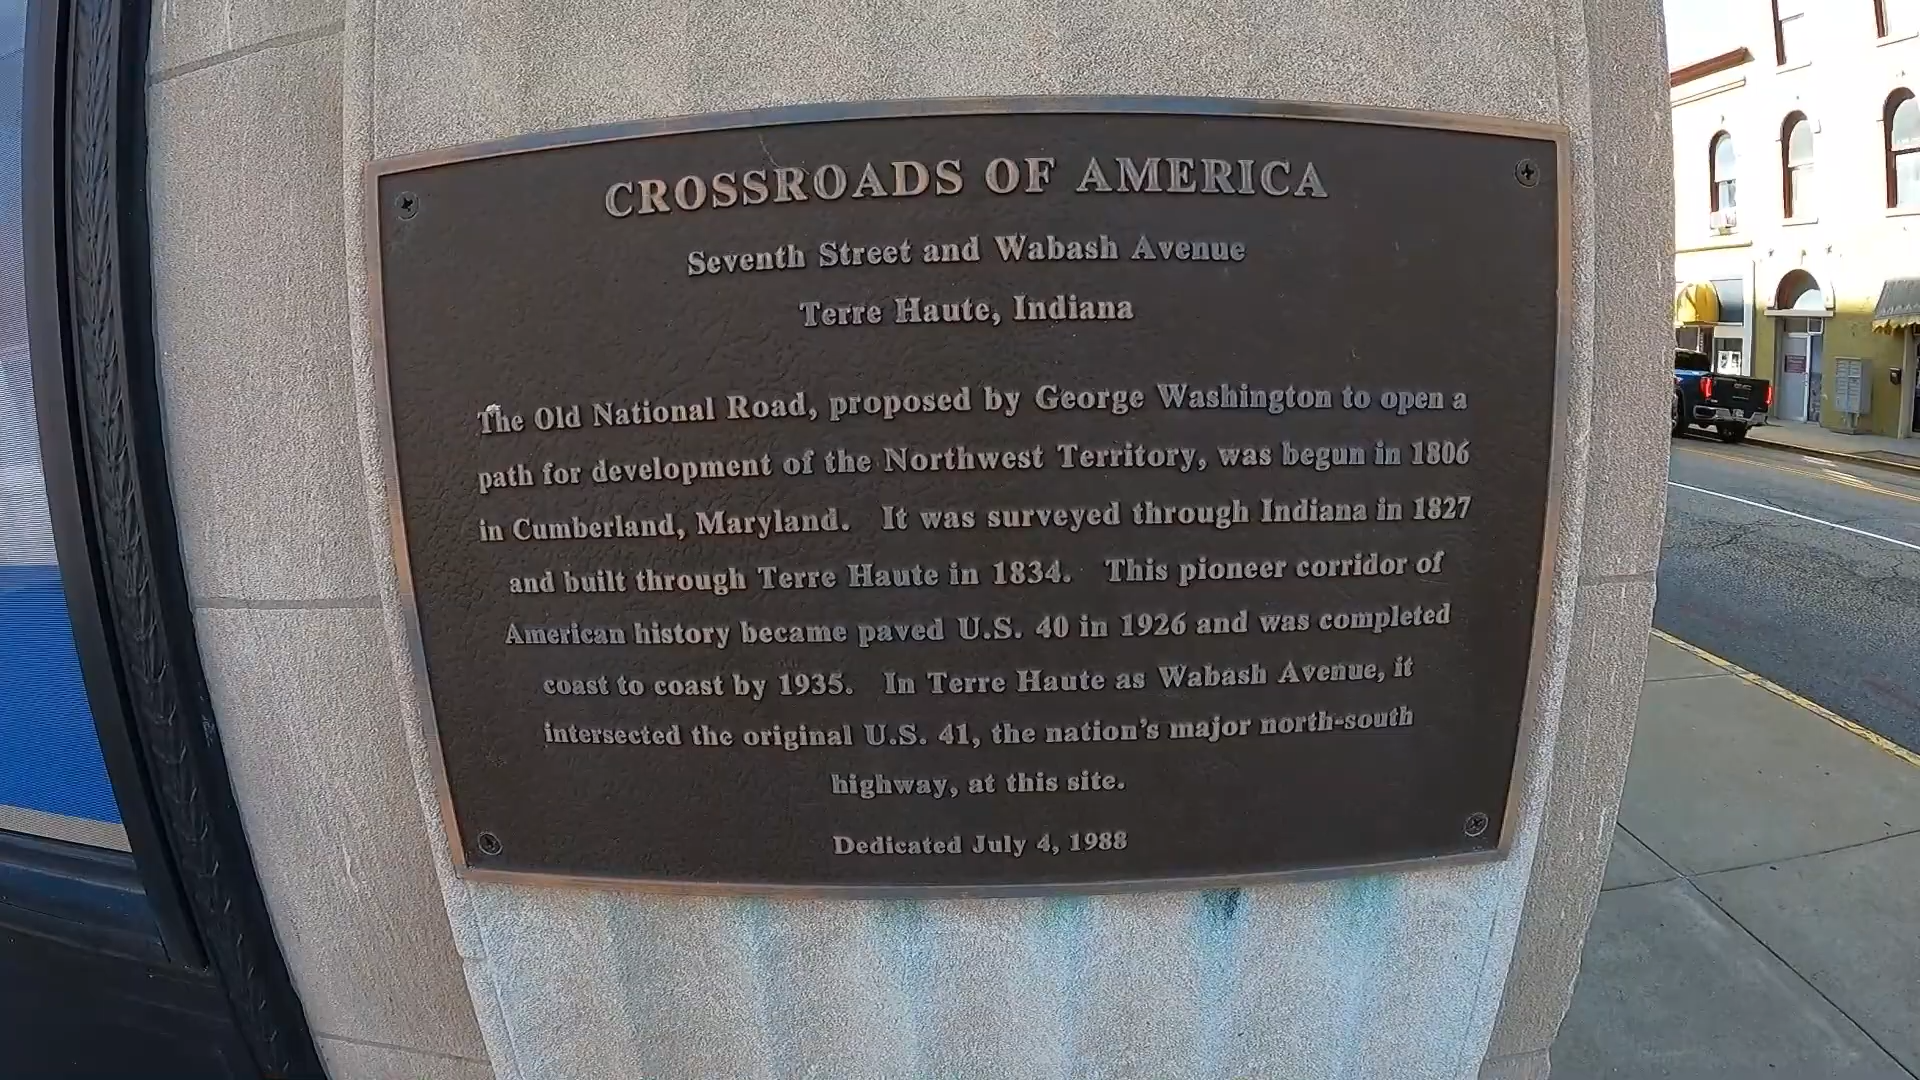 CROSSROADS OF AMERICA
Seventh Street and Wabash Avenue
Terre Haute, Indiana
The Old National Road, proposed by George Washington to open a
path for development of the Northwest Territory, was begun in 1806
in Cumberland, Maryland. It was surveyed through Indiana in 1827
and built through Terre Haute in 1834. This pioneer corridor of
American history became paved U.S. 40 in 1926 and was completed
coast to coast by 1935. In Terre Haute as Wabash Avenue, it
intersected the original U.S. 41, the nation's major north-south
highway, at this site.
Dedicated July 4, 1988